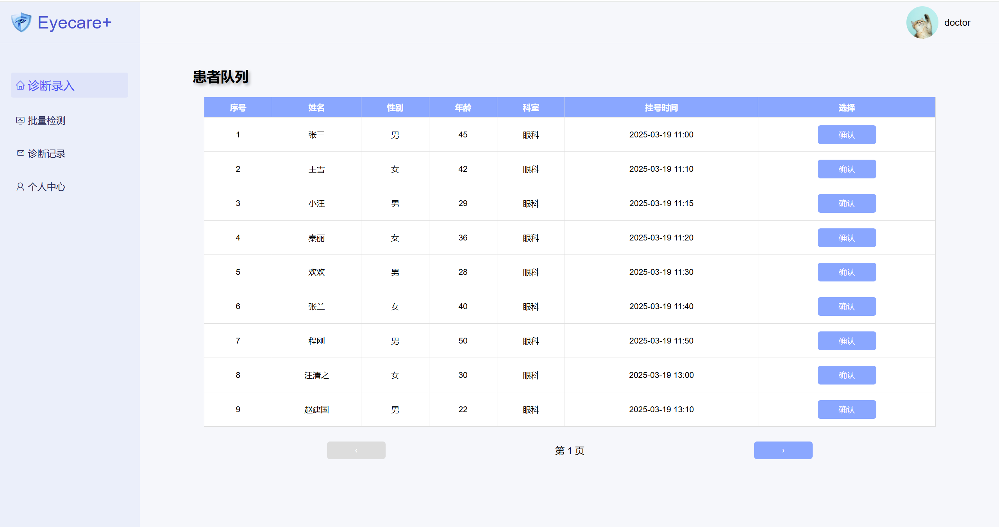 Eyecare+
doctor
诊断录入
批量检测
诊断记录
个人中心
患者队列
序号 姓名 性别 年龄 科室 挂号时间 选择
1 张三 男 45 眼科 2025-03-19 11:00 确认
2 王雪 女 42 眼科 2025-03-19 11:10 确认
3 小汪 男 29 眼科 2025-03-19 11:15 确认
4 秦丽 女 36 眼科 2025-03-19 11:20 确认
5 欢欢 男 28 眼科 2025-03-19 11:30 确认
6 张兰 女 40 眼科 2025-03-19 11:40 确认
7 程刚 男 50 眼科 2025-03-19 11:50 确认
8 汪清之 女 30 眼科 2025-03-19 13:00 确认
9 赵建国 男 22 眼科 2025-03-19 13:10 确认
‹ 第 1 页 ›